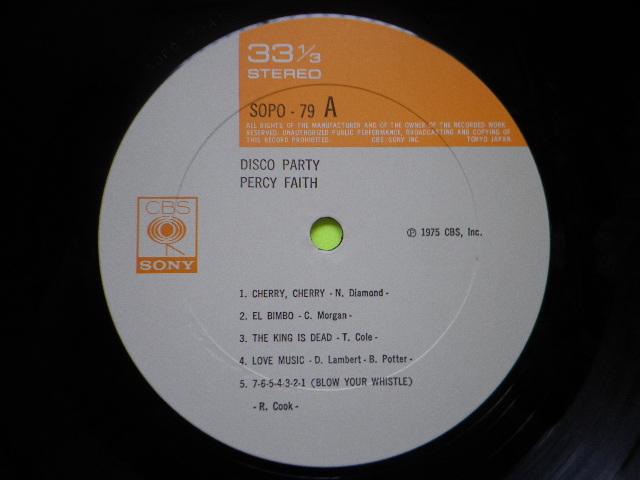 33 1/3
STEREO
SOPO - 79 A
ALL RIGHTS OF THE MANUFACTURER AND OF THE OWNER OF THE RECORDED WORK
RESERVED. UNAUTHORIZED PUBLIC PERFORMANCE, BROADCASTING AND COPYING OF
THIS RECORD PROHIBITED. CBS/SONY INC. TOKYO JAPAN.
DISCO PARTY
PERCY FAITH
CBS
SONY
℗ 1975 CBS, Inc.
1. CHERRY, CHERRY - N. Diamond -
2. EL BIMBO - C. Morgan -
3. THE KING IS DEAD - T. Cole -
4. LOVE MUSIC - D. Lambert - B. Potter -
5. 7-6-5-4-3-2-1 (BLOW YOUR WHISTLE)
- R. Cook -